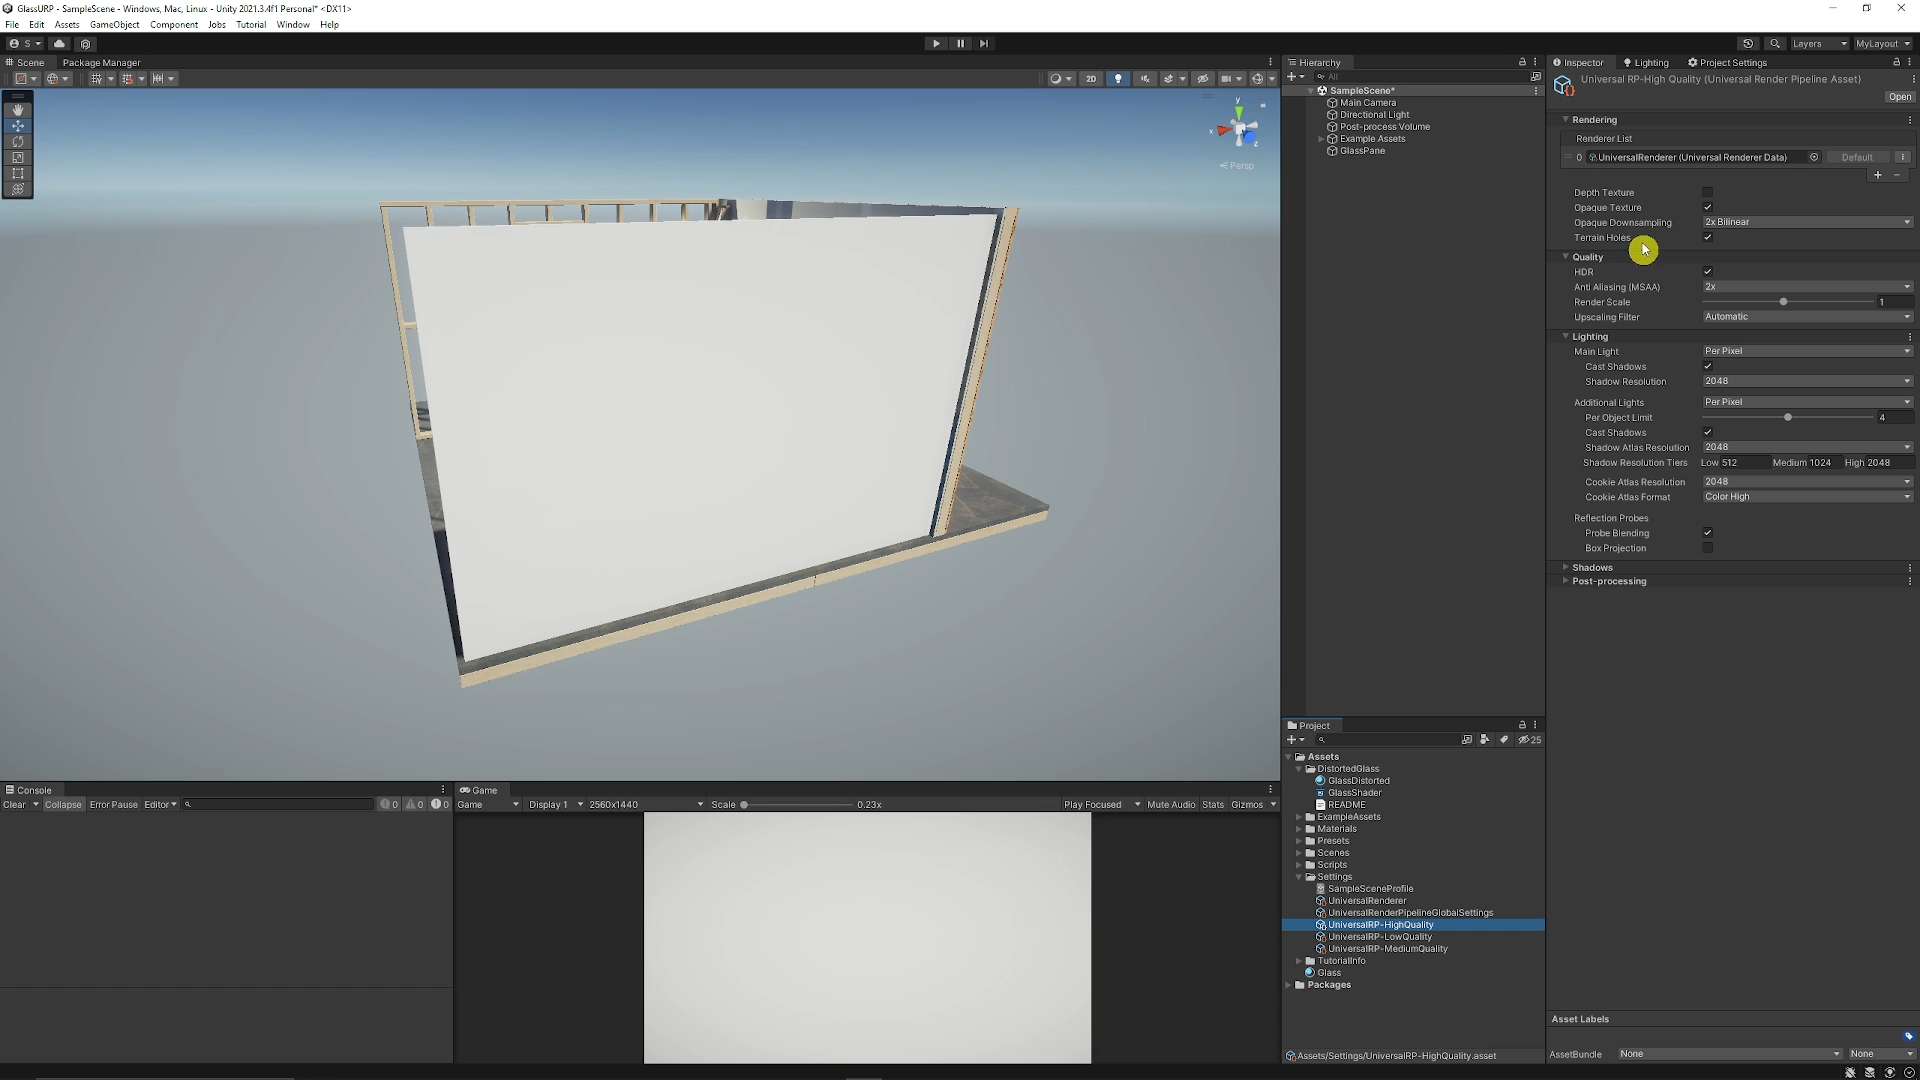 GlassURP - SampleScene - Windows, Mac, Linux - Unity 2021.3.4f1 Personal* <DX11>
File Edit Assets GameObject Component Jobs Tutorial Window Help
S
Layers MyLayout
Scene Package Manager
2D
y
x
z
Persp
Hierarchy
All
SampleScene*
Main Camera
Directional Light
Post-process Volume
Example Assets
GlassPane
Inspector Lighting Project Settings
Universal RP-High Quality (Universal Render Pipeline Asset)
Open
Rendering
Renderer List
0 UniversalRenderer (Universal Renderer Data) Default
Depth Texture
Opaque Texture
Opaque Downsampling 2x Bilinear
Terrain Holes
Quality
HDR
Anti Aliasing (MSAA) 2x
Render Scale 1
Upscaling Filter Automatic
Lighting
Main Light Per Pixel
Cast Shadows
Shadow Resolution 2048
Additional Lights Per Pixel
Per Object Limit 4
Cast Shadows
Shadow Atlas Resolution 2048
Shadow Resolution Tiers Low 512 Medium 1024 High 2048
Cookie Atlas Resolution 2048
Cookie Atlas Format Color High
Reflection Probes
Probe Blending
Box Projection
Shadows
Post-processing
Project
25
Assets
DistortedGlass
GlassDistorted
GlassShader
README
ExampleAssets
Materials
Presets
Scenes
Scripts
Settings
SampleSceneProfile
UniversalRenderer
UniversalRenderPipelineGlobalSettings
UniversalRP-HighQuality
UniversalRP-LowQuality
UniversalRP-MediumQuality
TutorialInfo
Glass
Packages
Assets/Settings/UniversalRP-HighQuality.asset
Asset Labels
AssetBundle None None
Console
Clear Collapse Error Pause Editor 0 0 0
Game
Game Display 1 2560x1440 Scale 0.23x Play Focused Mute Audio Stats Gizmos